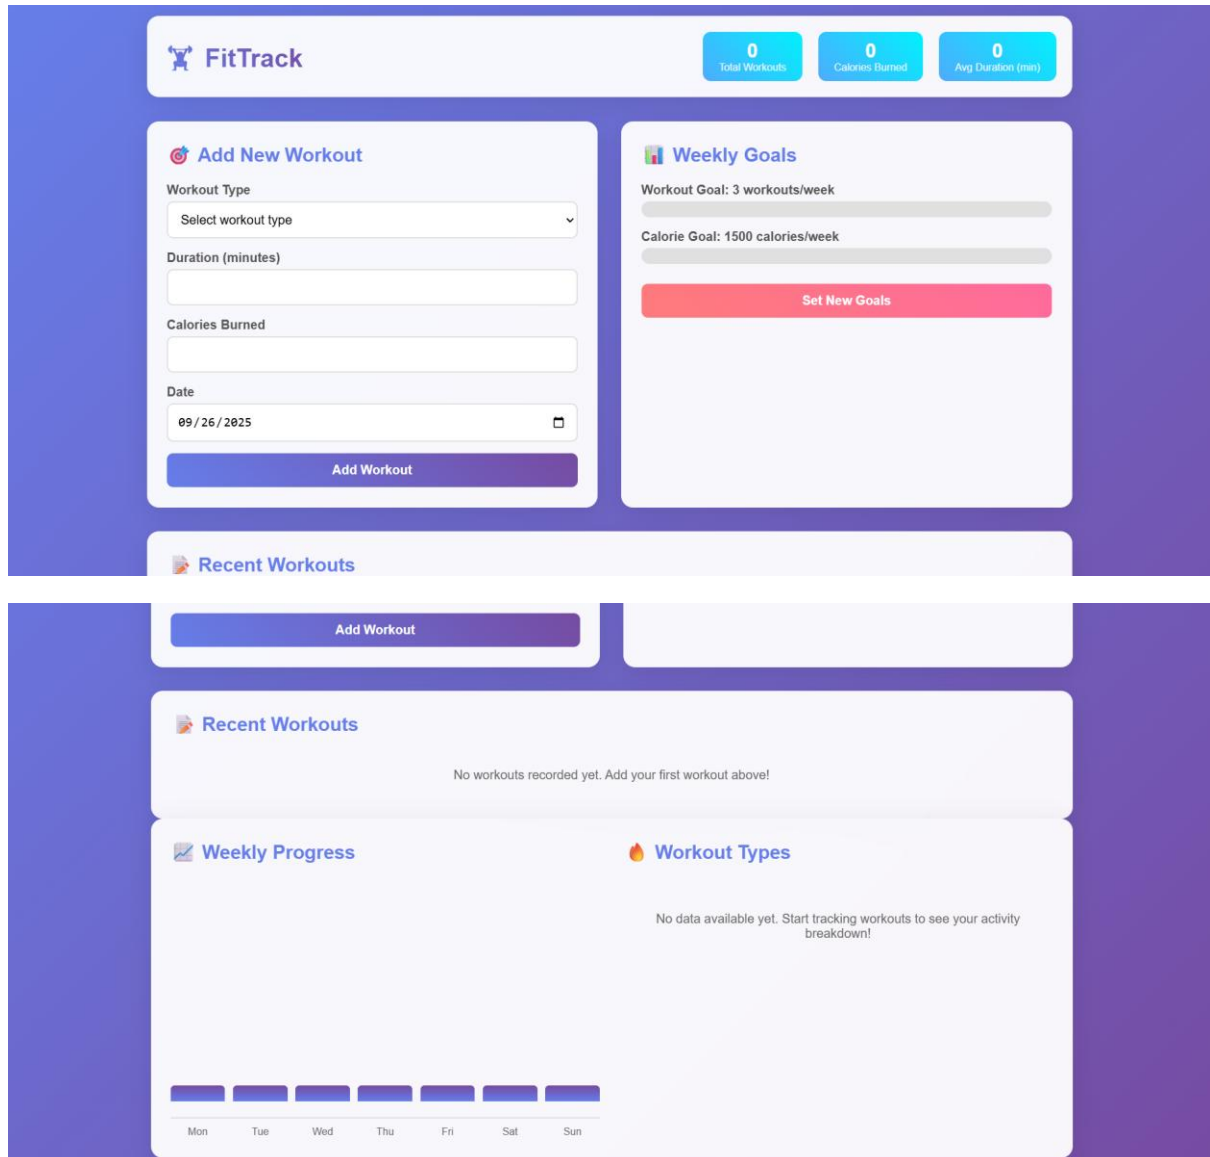 FitTrack
0
Total Workouts
0
Calories Burned
0
Avg Duration (min)
Add New Workout
Workout Type
Select workout type
Duration (minutes)
Calories Burned
Date
09/26/2025
Add Workout
Weekly Goals
Workout Goal: 3 workouts/week
Calorie Goal: 1500 calories/week
Set New Goals
Recent Workouts
Add Workout
Recent Workouts
No workouts recorded yet. Add your first workout above!
Weekly Progress
Mon Tue Wed Thu Fri Sat Sun
Workout Types
No data available yet. Start tracking workouts to see your activity
breakdown!